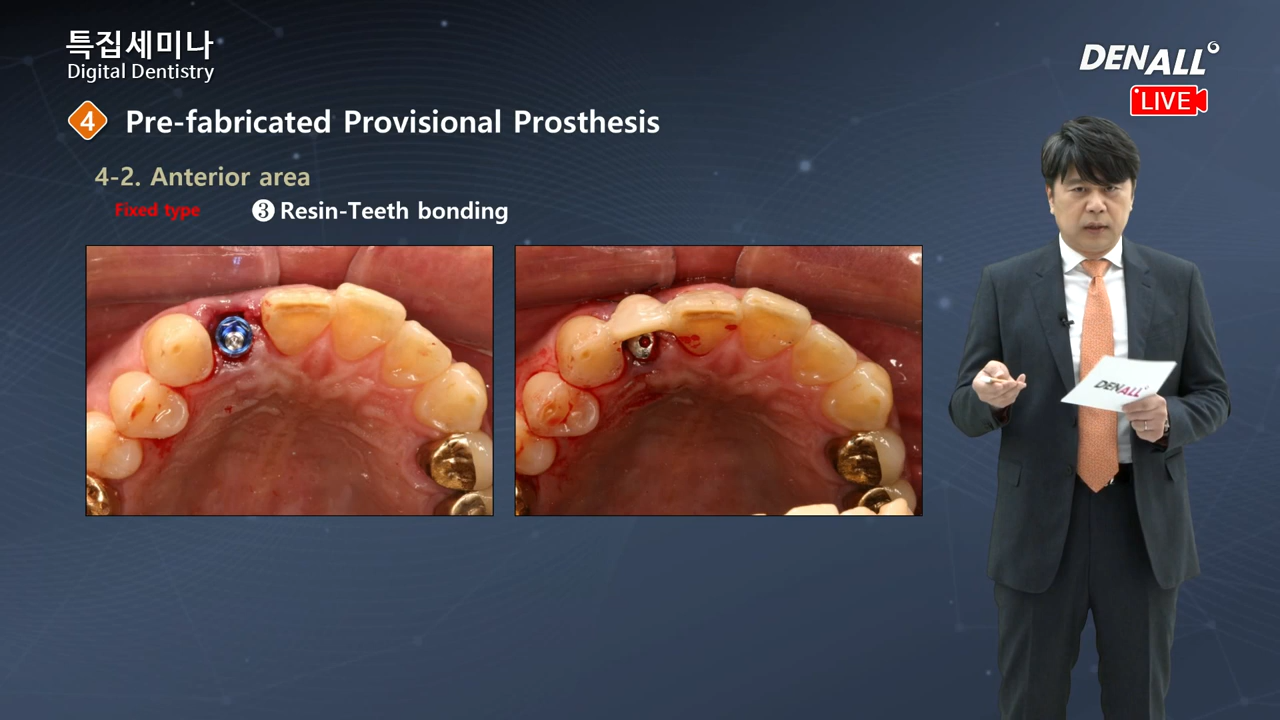 특집세미나
Digital Dentistry
DENALL
LIVE
4 Pre-fabricated Provisional Prosthesis
4-2. Anterior area
Fixed type ❸ Resin-Teeth bonding
DENALL